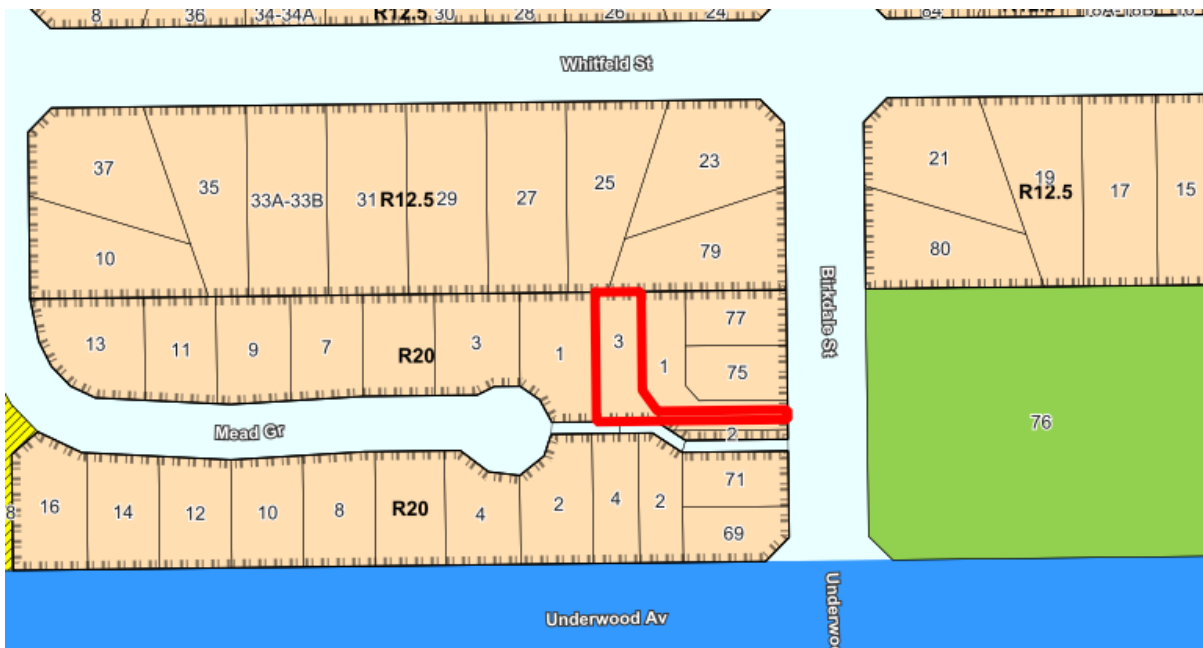 8 36 34-34A R12.5 30 28 26 24 84
Whitfeld St
37 35 33A-33B 31 R12.5 29 27 25 23
10 79
21 19 R12.5 17 15
80
Birkdale St
13 11 9 7 R20 3 1 3 1 77
75
76
Mead Gr
2
16 14 12 10 8 R20 4 2 4 2 71
69
8
Underwood Av